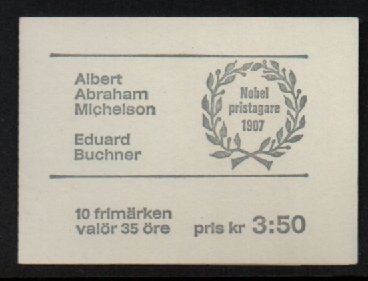 Albert
Abraham
Michelson
Eduard
Buchner
Nobel
pristagare
1907
10 frimärken
valör 35 öre
pris kr 3:50